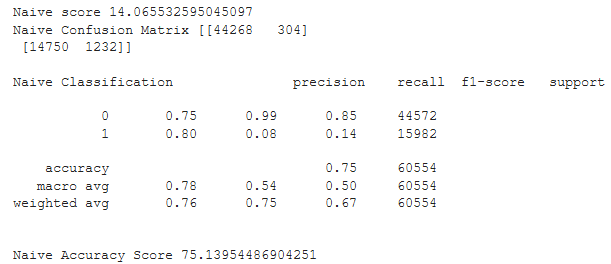 Naive score 14.065532595045097
Naive Confusion Matrix [[44268   304]
 [14750  1232]]
Naive Classification               precision    recall  f1-score   support
           0       0.75      0.99      0.85     44572
           1       0.80      0.08      0.14     15982
    accuracy                           0.75     60554
   macro avg       0.78      0.54      0.50     60554
weighted avg       0.76      0.75      0.67     60554
Naive Accuracy Score 75.13954486904251